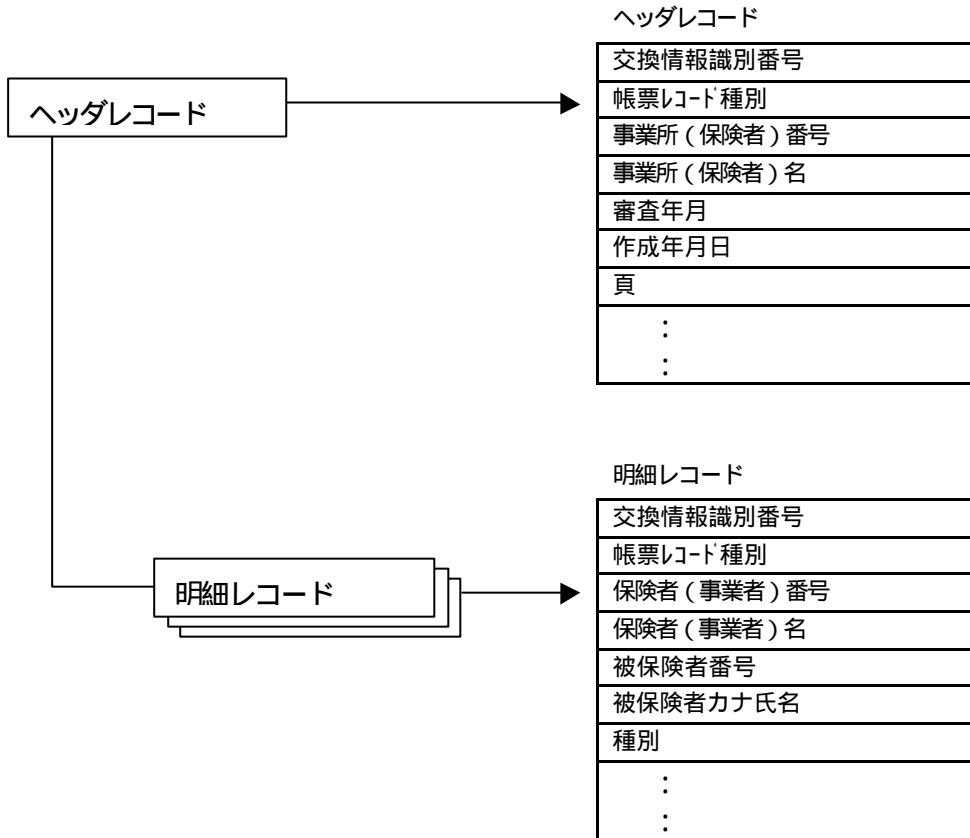 ヘッダレコード
ヘッダレコード
交換情報識別番号
帳票ﾚｺｰﾄﾞ種別
事業所（保険者）番号
事業所（保険者）名
審査年月
作成年月日
頁
：
：
明細レコード
明細レコード
交換情報識別番号
帳票ﾚｺｰﾄﾞ種別
保険者（事業者）番号
保険者（事業者）名
被保険者番号
被保険者カナ氏名
種別
：
：